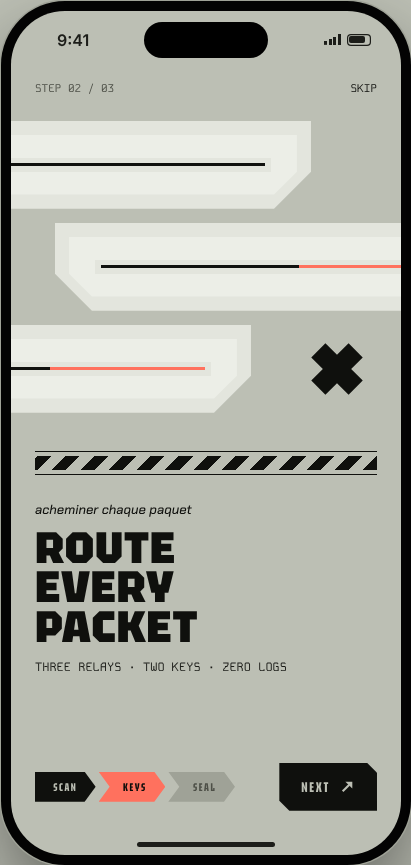 9:41
STEP 02 / 03
SKIP
acheminer chaque paquet
ROUTE
EVERY
PACKET
THREE RELAYS · TWO KEYS · ZERO LOGS
SCAN
KEYS
SEAL
NEXT ↗